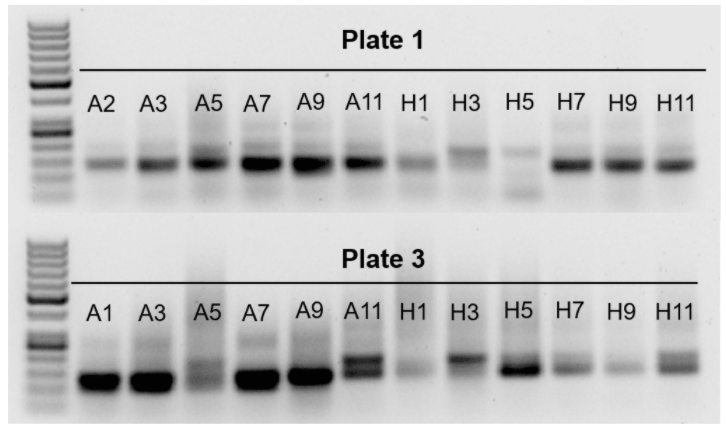 Plate 1
A2 A3 A5 A7 A9 A11 H1 H3 H5 H7 H9 H11
Plate 3
A1 A3 A5 A7 A9 A11 H1 H3 H5 H7 H9 H11